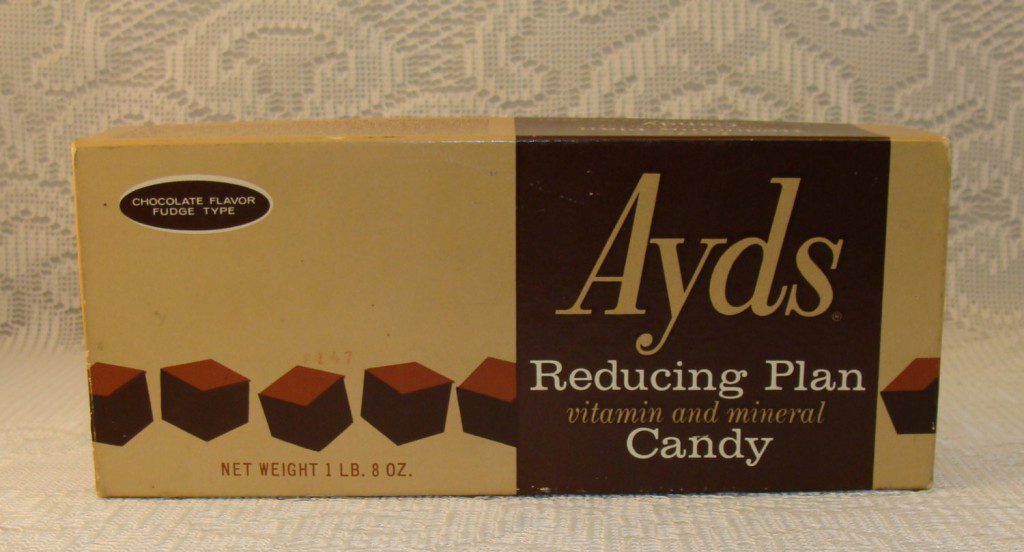 CHOCOLATE FLAVOR
FUDGE TYPE
NET WEIGHT 1 LB. 8 OZ.
Ayds®
Reducing Plan
vitamin and mineral
Candy